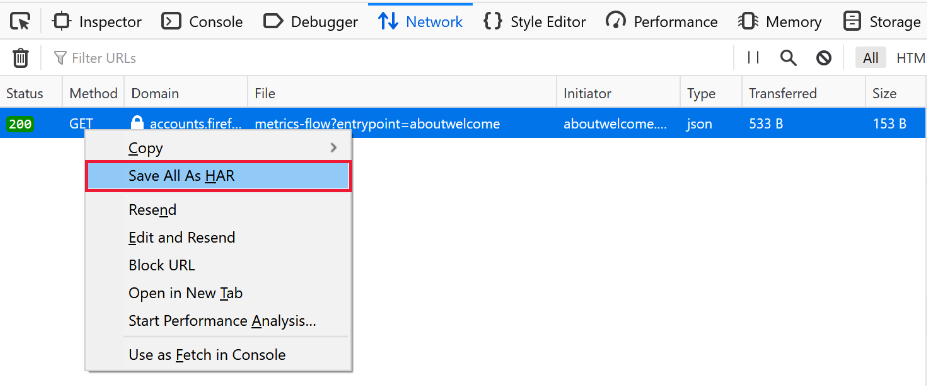 Inspector Console Debugger Network Style Editor Performance Memory Storage
Filter URLs All HTM
Status Method Domain File Initiator Type Transferred Size
200 GET accounts.firef... metrics-flow?entrypoint=aboutwelcome aboutwelcome.... json 533 B 153 B
Copy
Save All As HAR
Resend
Edit and Resend
Block URL
Open in New Tab
Start Performance Analysis...
Use as Fetch in Console